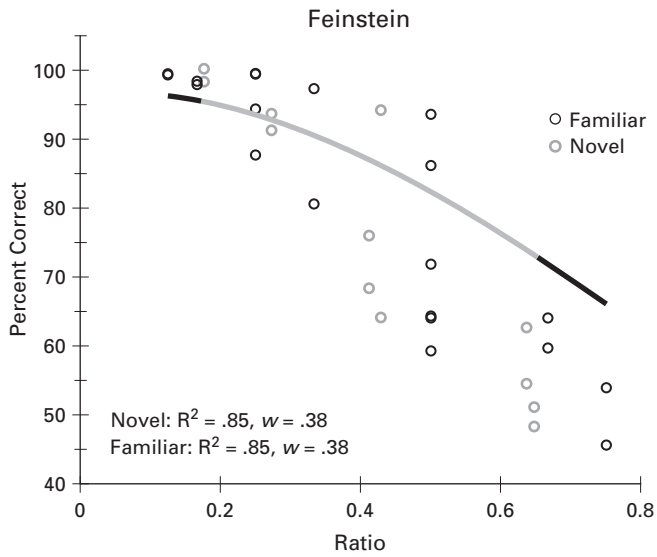 Feinstein
100
90
80
70
60
50
40
Percent Correct
Familiar
Novel
Novel: R² = .85, w = .38
Familiar: R² = .85, w = .38
0
0.2
0.4
0.6
0.8
Ratio